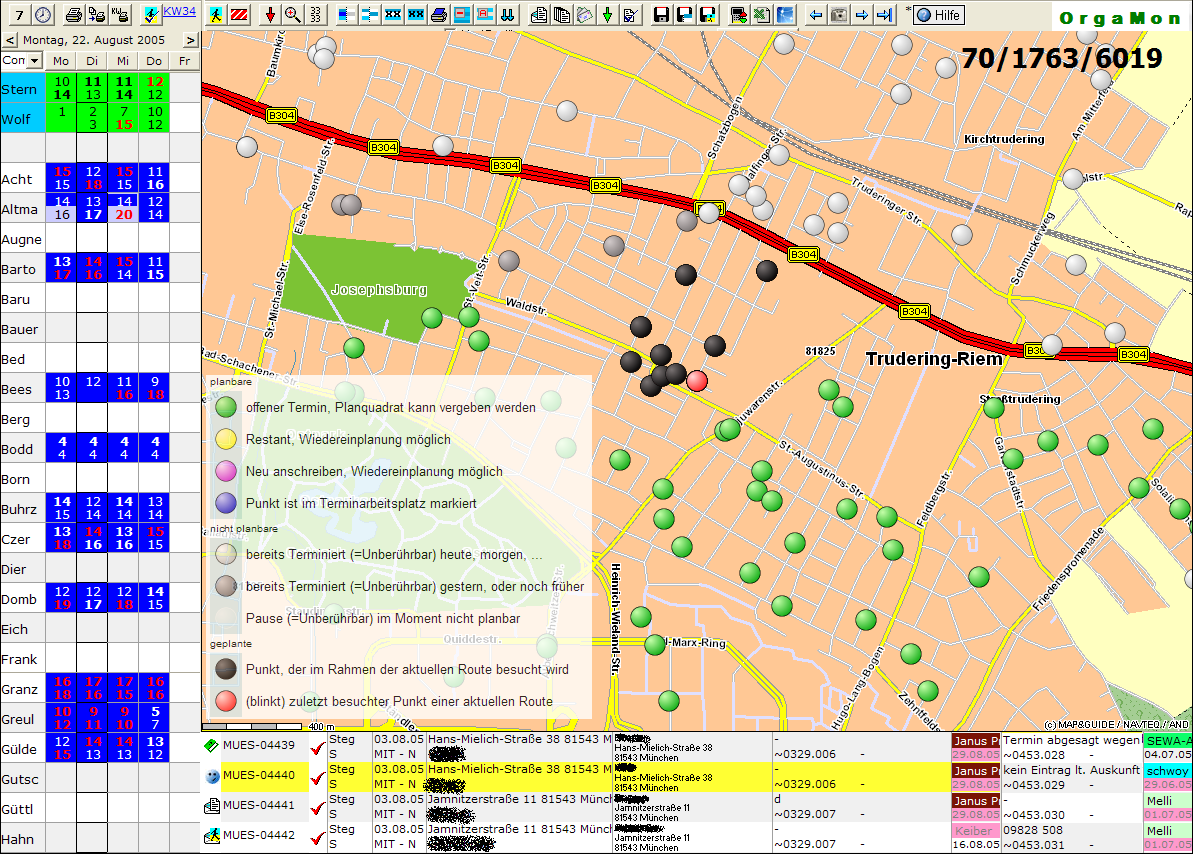 7
KW34
33
33
Hilfe
OrgaMon
< Montag, 22. August 2005 >
Con Mo Di Mi Do Fr
Stern 10 11 11 12
14 13 14 12
Wolf 1 2 7 10
3 15 12
Acht 15 12 15 11
15 18 15 16
Altma 14 13 14 12
16 17 20 14
Augne
Barto 13 14 15 11
17 16 14 15
Baru
Bauer
Bed
Bees 10 12 11 9
13 16 18
Berg
Bodd 4 4 4 4
4 4 4 4
Born
Buhrz 14 12 14 13
15 14 14 14
Czer 13 14 13 15
18 16 16 15
Dier
Domb 12 12 12 14
19 17 18 15
Eich
Frank
Granz 16 17 17 16
18 16 15 16
Greul 10 9 9 5
12 11 10 7
Gülde 12 14 14 13
15 13 13 12
Gutsc
Güttl
Hahn
70/1763/6019
Baumkirc
Schatzbogen
Kirchtrudering
Am Mitterfeld
B304
B304
B304
B304
B304
B304
B304
Else-Rosenfeld-Str.
Truderinger Str.
Schmuckerweg
Josephsburg
St.-Veit-Str.
St.-Michael-Str.
Waldstr.
81825
Trudering-Riem
Bad-Schachener-Str.
Straßtrudering
St.-Augustinus-Str.
Feldbergstr.
Friedenspromenade
Heinrich-Wieland-Str.
Quiddestr.
l-Marx-Ring
Hugo-Lang-Bogen
Zehntfelds
400 m
(c) MAP&GUIDE / NAVTEQ / AND
planbare
offener Termin, Planquadrat kann vergeben werden
Restant, Wiedereinplanung möglich
Neu anschreiben, Wiedereinplanung möglich
Punkt ist im Terminarbeitsplatz markiert
nicht planbare
bereits Terminiert (=Unberührbar) heute, morgen, ...
bereits Terminiert (=Unberührbar) gestern, oder noch früher
Pause (=Unberührbar) im Moment nicht planbar
geplante
Punkt, der im Rahmen der aktuellen Route besucht wird
(blinkt) zuletzt besuchter Punkt einer aktuellen Route
MUES-04439 Steg 03.08.05 Hans-Mielich-Straße 38 81543 M - Janus P Termin abgesagt wegen SEWA-A
S MIT - N Hans-Mielich-Straße 38 81543 München ~0329.006 - 29.08.05 ~0453.028 - 04.07.05
MUES-04440 Steg 03.08.05 Hans-Mielich-Straße 38 81543 M - Janus P kein Eintrag lt. Auskunft schwoy
S MIT - N Hans-Mielich-Straße 38 81543 München ~0329.006 - 29.08.05 ~0453.029 - 29.06.05
MUES-04441 Steg 03.08.05 Jamnitzerstraße 11 81543 Münch d Janus P - Melli
S MIT - N Jamnitzerstraße 11 81543 München ~0329.007 - 29.08.05 ~0453.030 - 01.07.05
MUES-04442 Steg 03.08.05 Jamnitzerstraße 11 81543 Münch - Keiber 09828 508 Melli
S MIT - N Jamnitzerstraße 11 81543 München ~0329.007 - 16.08.05 ~0453.031 - 01.07.05